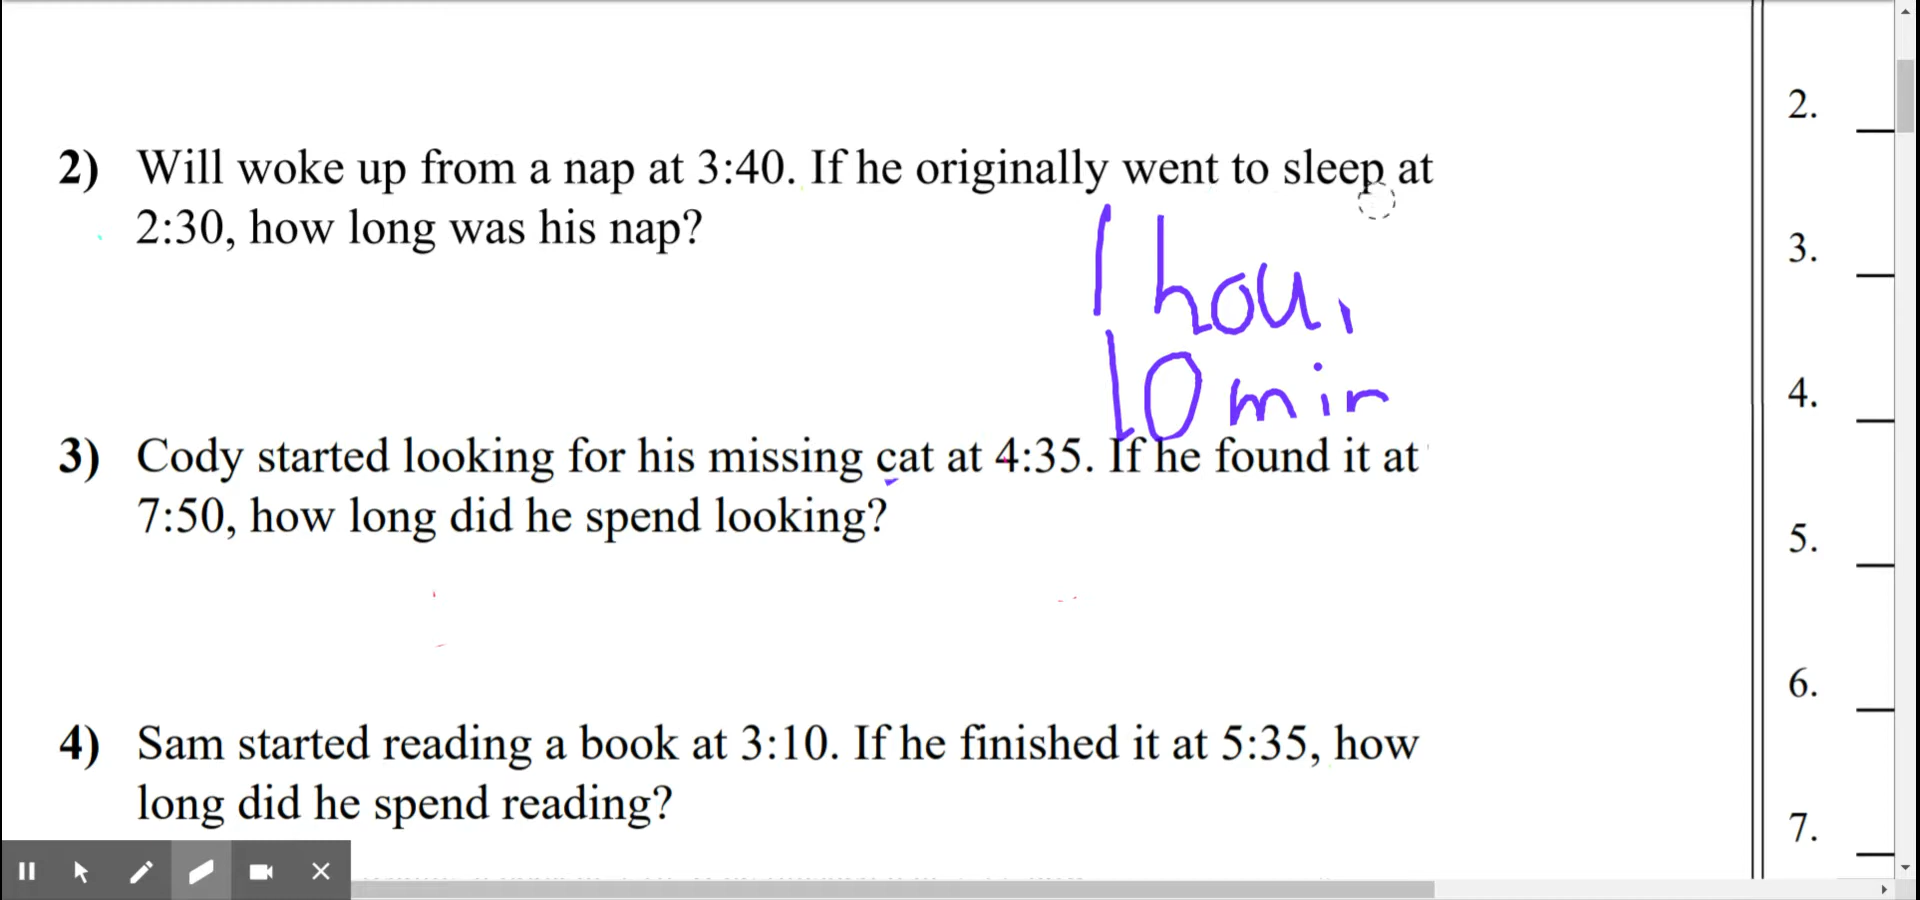 2.
2) Will woke up from a nap at 3:40. If he originally went to sleep at
2:30, how long was his nap?
3.
1 hou,
10 min
4.
3) Cody started looking for his missing cat at 4:35. If he found it at
7:50, how long did he spend looking?
5.
6.
4) Sam started reading a book at 3:10. If he finished it at 5:35, how
long did he spend reading?
7.